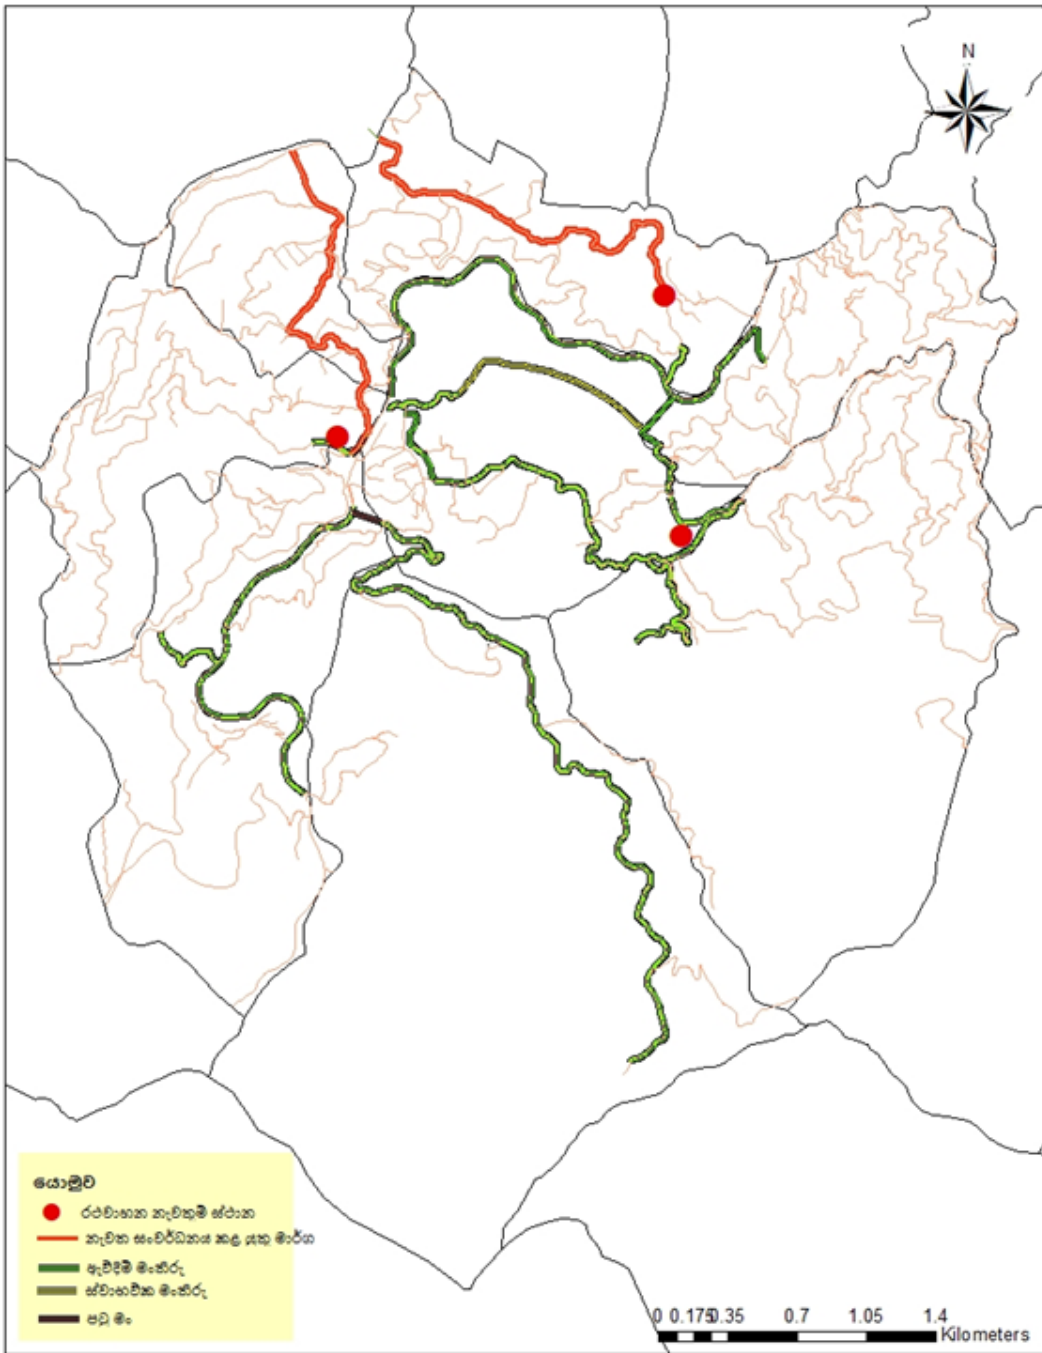 N
යොමුව
රථවාහන නැවතුම් ස්ථාන
නැවත සංවර්ධනය කළ යුතු මාර්ග
ඇවිදීම් මංතීරු
ස්වාභාවික මංතීරු
පටු මං
0 0.175 0.35 0.7 1.05 1.4
Kilometers